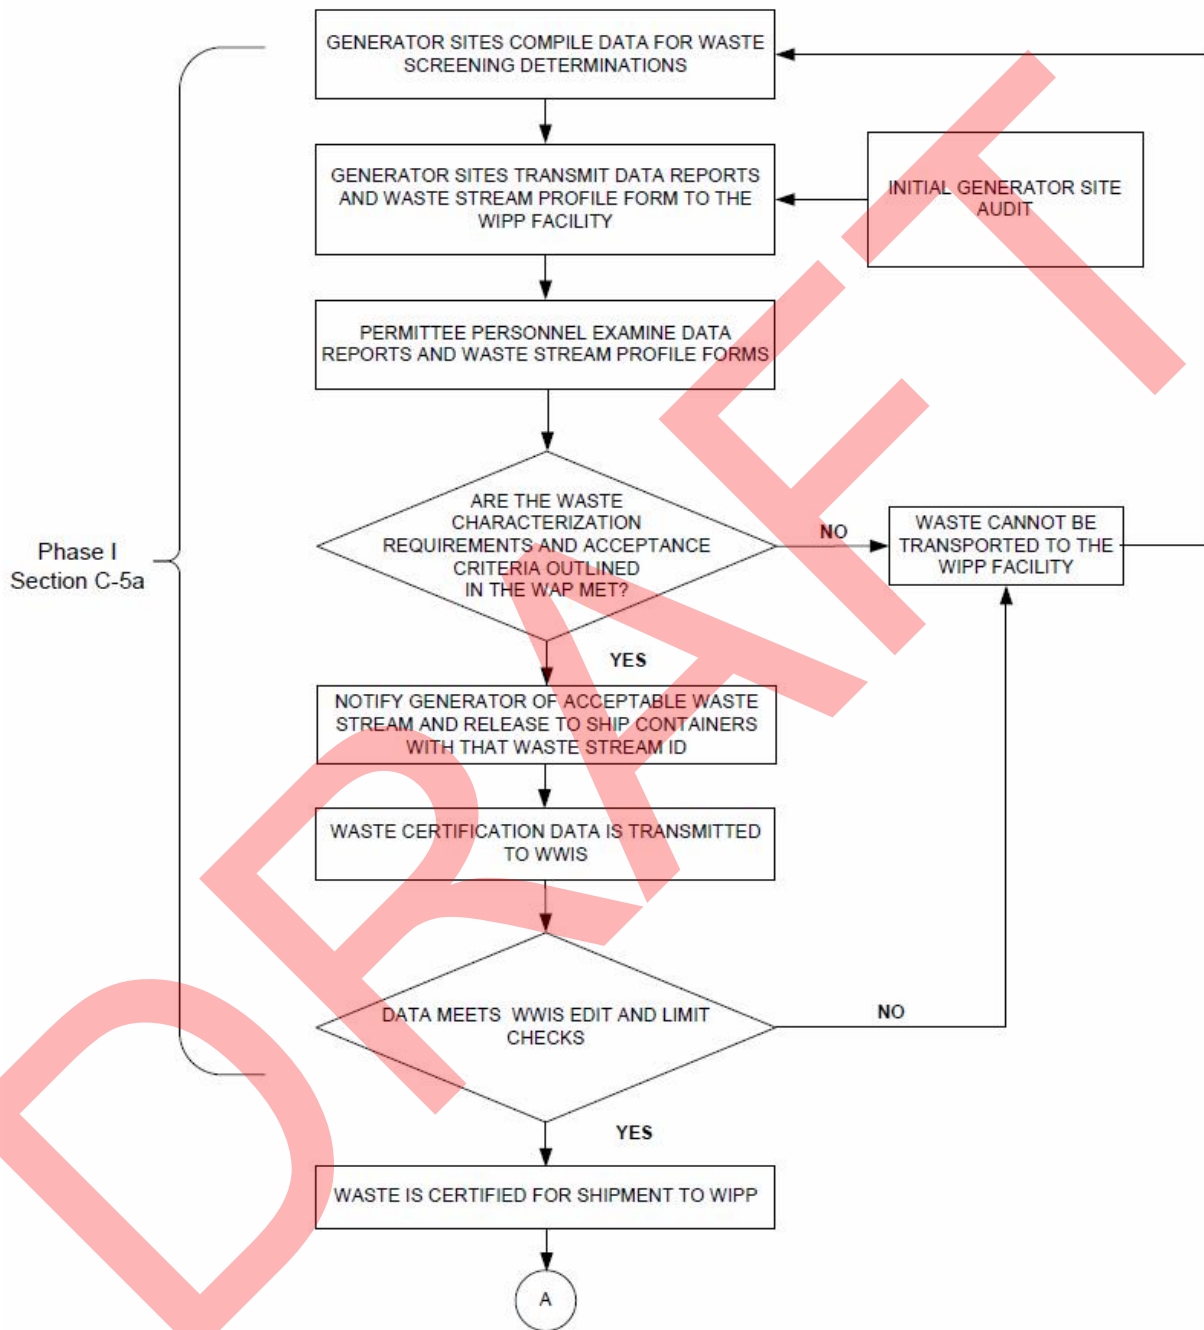 GENERATOR SITES COMPILE DATA FOR WASTE
SCREENING DETERMINATIONS
GENERATOR SITES TRANSMIT DATA REPORTS
AND WASTE STREAM PROFILE FORM TO THE
WIPP FACILITY
INITIAL GENERATOR SITE
AUDIT
PERMITTEE PERSONNEL EXAMINE DATA
REPORTS AND WASTE STREAM PROFILE FORMS
ARE THE WASTE
CHARACTERIZATION
REQUIREMENTS AND ACCEPTANCE
CRITERIA OUTLINED
IN THE WAP MET?
NO
WASTE CANNOT BE
TRANSPORTED TO THE
WIPP FACILITY
Phase I
Section C-5a
YES
NOTIFY GENERATOR OF ACCEPTABLE WASTE
STREAM AND RELEASE TO SHIP CONTAINERS
WITH THAT WASTE STREAM ID
WASTE CERTIFICATION DATA IS TRANSMITTED
TO WWIS
DATA MEETS WWIS EDIT AND LIMIT
CHECKS
NO
YES
WASTE IS CERTIFIED FOR SHIPMENT TO WIPP
A
DRAFT